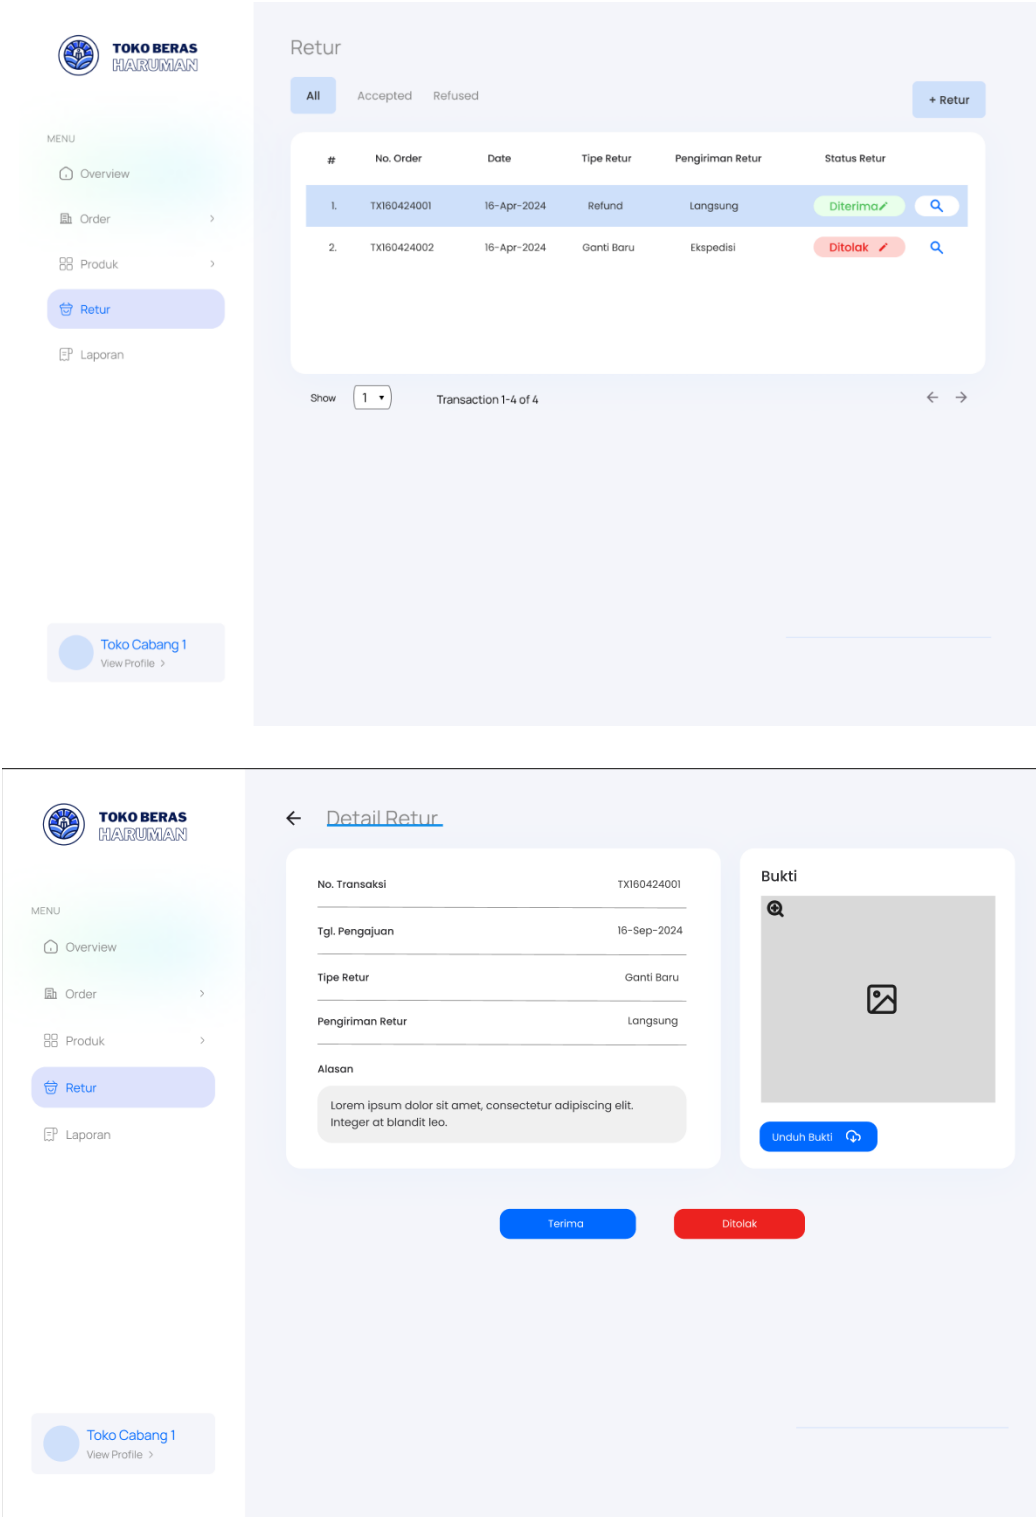 TOKO BERAS
HARUMAN
MENU
Overview
Order
Produk
Retur
Laporan
Toko Cabang 1
View Profile >
Retur
All Accepted Refused
+ Retur
# No. Order Date Tipe Retur Pengiriman Retur Status Retur
1. TX160424001 16-Apr-2024 Refund Langsung Diterima
2. TX160424002 16-Apr-2024 Ganti Baru Ekspedisi Ditolak
Show 1 Transaction 1-4 of 4
TOKO BERAS
HARUMAN
MENU
Overview
Order
Produk
Retur
Laporan
Toko Cabang 1
View Profile >
Detail Retur
No. Transaksi TX160424001
Tgl. Pengajuan 16-Sep-2024
Tipe Retur Ganti Baru
Pengiriman Retur Langsung
Alasan
Lorem ipsum dolor sit amet, consectetur adipiscing elit.
Integer at blandit leo.
Bukti
Unduh Bukti
Terima Ditolak